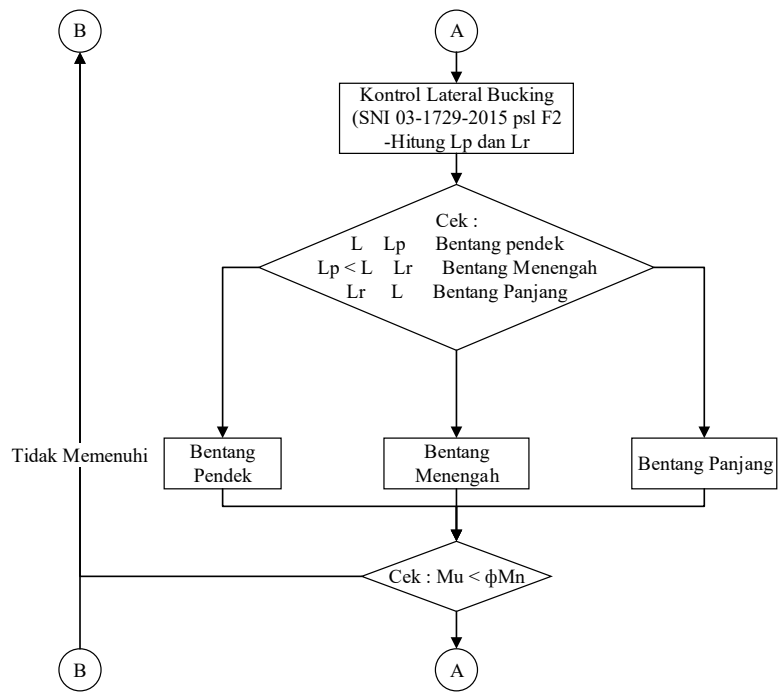 B
A
Kontrol Lateral Bucking
(SNI 03-1729-2015 psl F2
-Hitung Lp dan Lr
Cek :
L Lp Bentang pendek
Lp < L Lr Bentang Menengah
Lr L Bentang Panjang
Tidak Memenuhi
Bentang
Pendek
Bentang
Menengah
Bentang Panjang
Cek : Mu < фMn
B
A